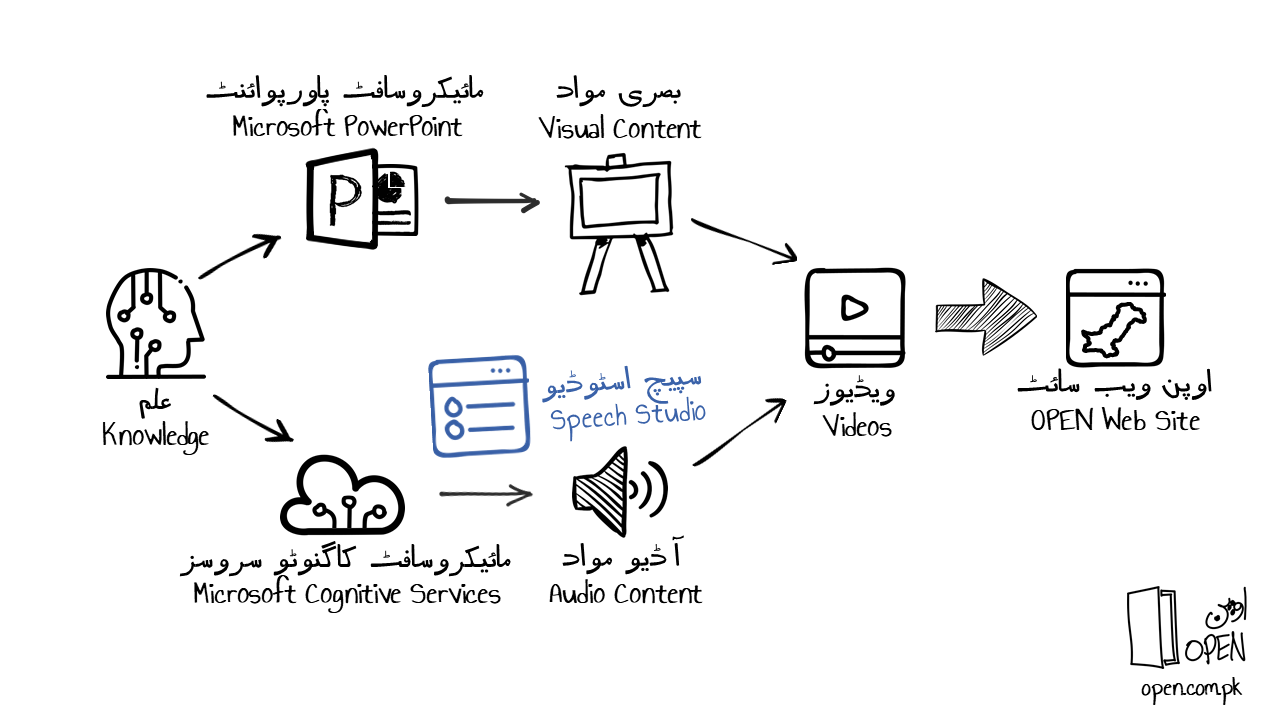 مائیکروسافٹ پاورپوائنٹ
Microsoft PowerPoint
بصری مواد
Visual Content
علم
Knowledge
سپیچ اسٹوڈیو
Speech Studio
ویڈیوز
Videos
اوپن ویب سائٹ
OPEN Web Site
مائیکروسافٹ کاگنوٹو سروسز
Microsoft Cognitive Services
آڈیو مواد
Audio Content
اوپن
OPEN
open.com.pk